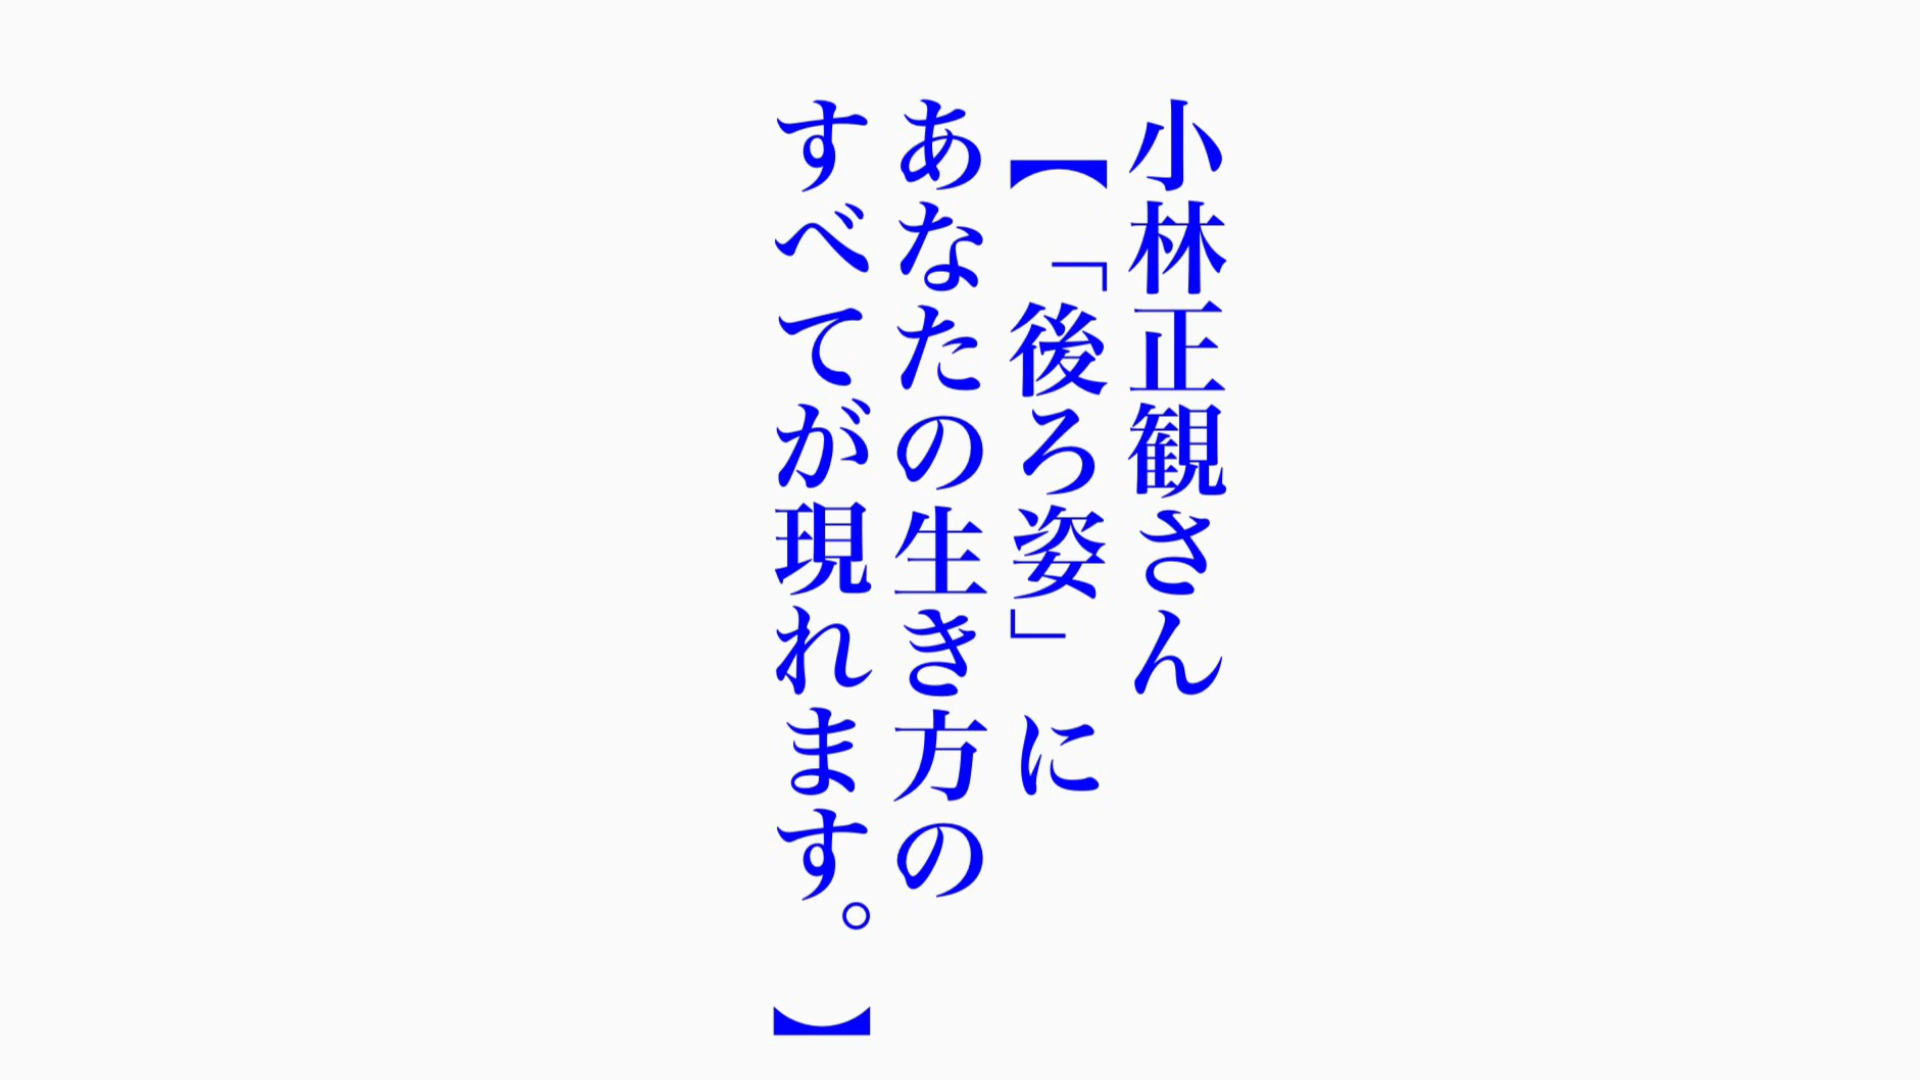 小林正観さん
【「後ろ姿」に
あなたの生き方の
すべてが現れます。】